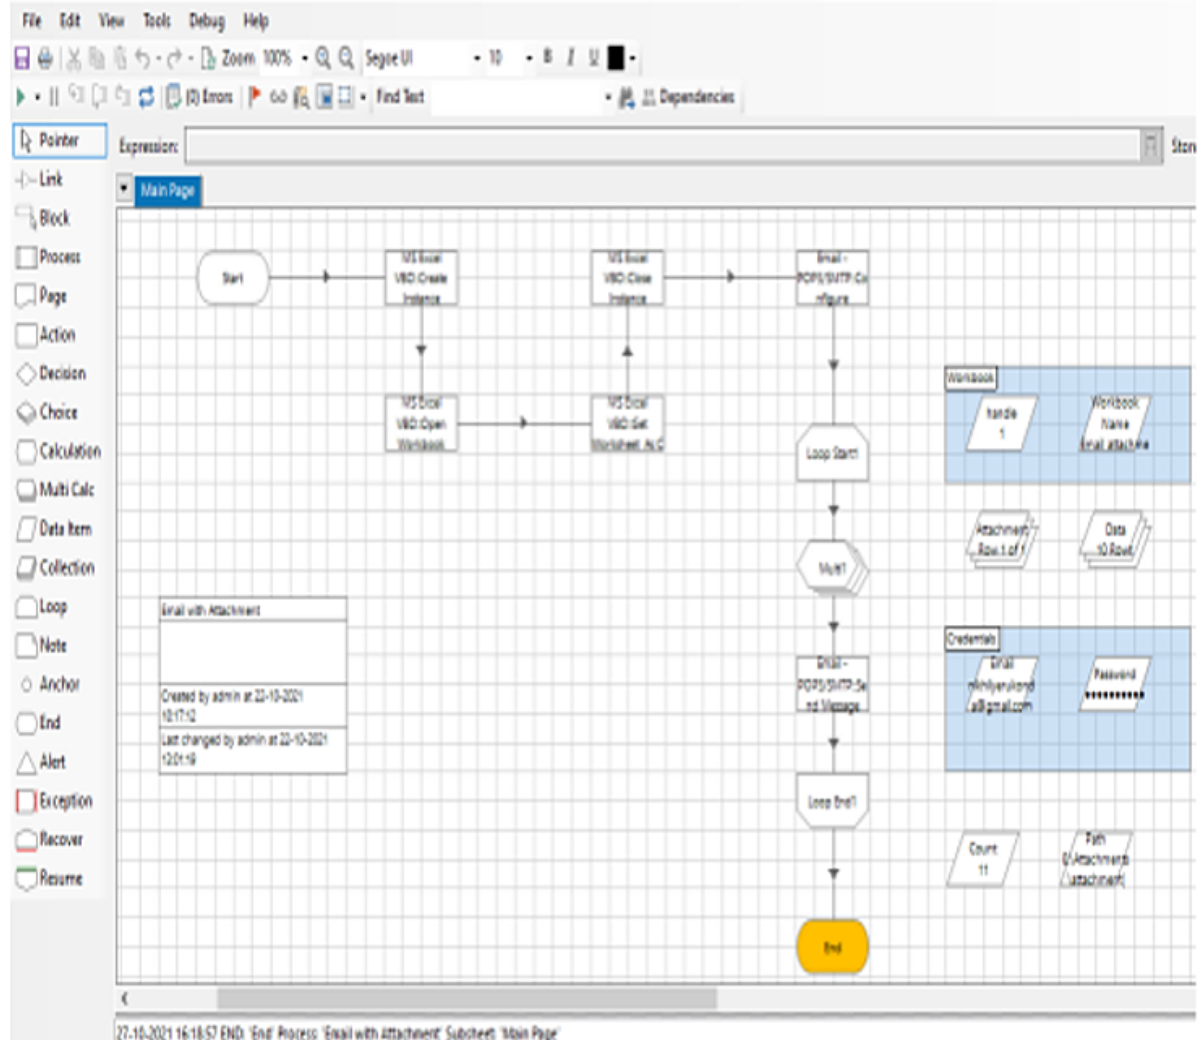 File Edit View Tools Debug Help
Zoom 100% Segoe UI 10 B I U
(0) Errors Find Text Dependencies
Pointer
Expression:
Link
Main Page
Block
Process
Page
Action
Decision
Choice
Calculation
Multi Calc
Data Item
Collection
Loop
Note
Anchor
End
Alert
Exception
Recover
Resume
Start
MS Excel
VBO::Create
Instance
MS Excel
VBO::Open
Workbook
MS Excel
VBO::Get
Worksheet As C
MS Excel
VBO::Close
Instance
Email -
POP3/SMTP::Co
nfigure
Loop Start1
Multi1
Email -
POP3/SMTP::Se
nd Message
Loop End1
End
Workbook
handle
1
Workbook
Name
Email attachme
Attachment
Row 1 of 1
Data
10 Rows
Credentials
Email
a@gmail.com
Password
••••••••••
Count
11
Path
\Attachments
\attachment(
Email with Attachment
Created by admin at 22-10-2021
Last changed by admin at 22-10-2021
27-10-2021 16:18:57 END: 'End' Process: 'Email with Attachment' Subsheet: 'Main Page'